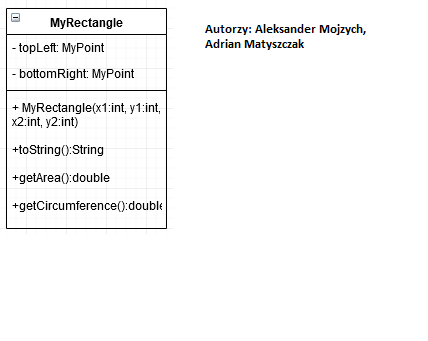 MyRectangle
- topLeft: MyPoint
- bottomRight: MyPoint
+ MyRectangle(x1:int, y1:int,
x2:int, y2:int)
+toString():String
+getArea():double
+getCircumference():double
Autorzy: Aleksander Mojzych,
Adrian Matyszczak